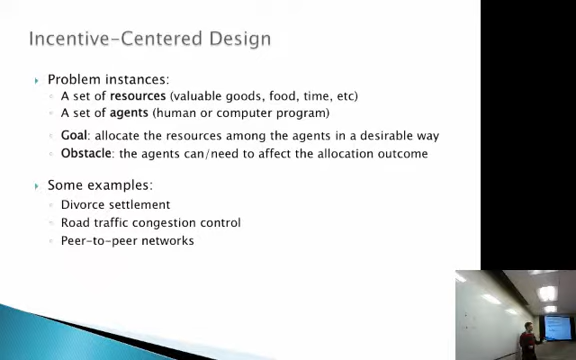 Incentive-Centered Design
Problem instances:
A set of resources (valuable goods, food, time, etc)
A set of agents (human or computer program)
Goal: allocate the resources among the agents in a desirable way
Obstacle: the agents can/need to affect the allocation outcome
Some examples:
Divorce settlement
Road traffic congestion control
Peer-to-peer networks